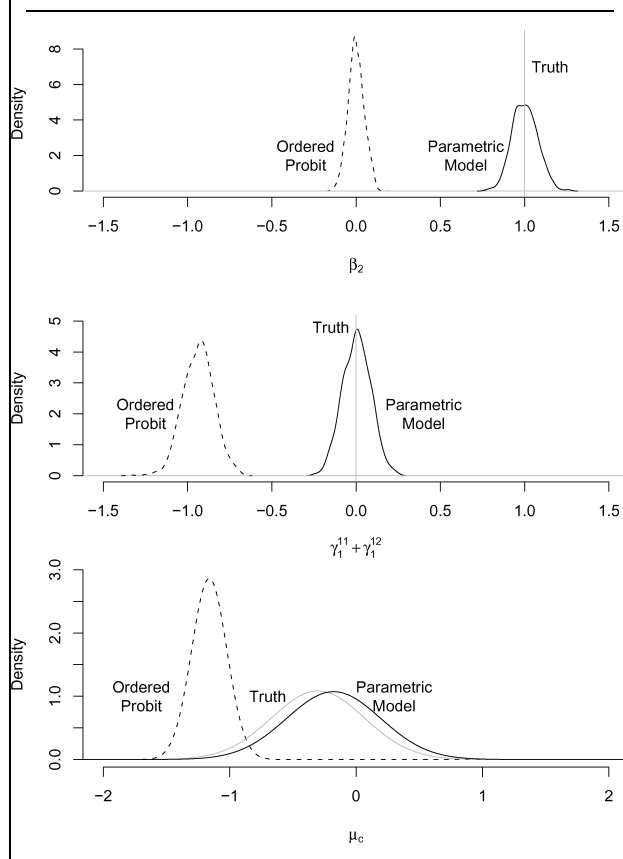 Density
0 2 4 6 8
Truth
Ordered
Probit
Parametric
Model
−1.5 −1.0 −0.5 0.0 0.5 1.0 1.5
β2
Density
0 1 2 3 4 5
Truth
Ordered
Probit
Parametric
Model
−1.5 −1.0 −0.5 0.0 0.5 1.0 1.5
γ₁¹¹ + γ₁¹²
Density
0.0 1.0 2.0 3.0
Ordered
Probit
Truth
Parametric
Model
−2 −1 0 1 2
μc